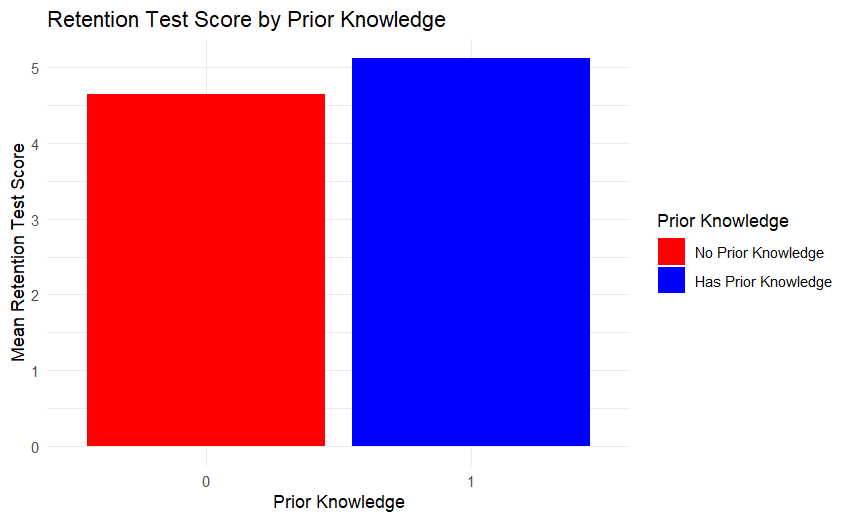 Retention Test Score by Prior Knowledge
Mean Retention Test Score
5
4
3
2
1
0
0
1
Prior Knowledge
Prior Knowledge
No Prior Knowledge
Has Prior Knowledge